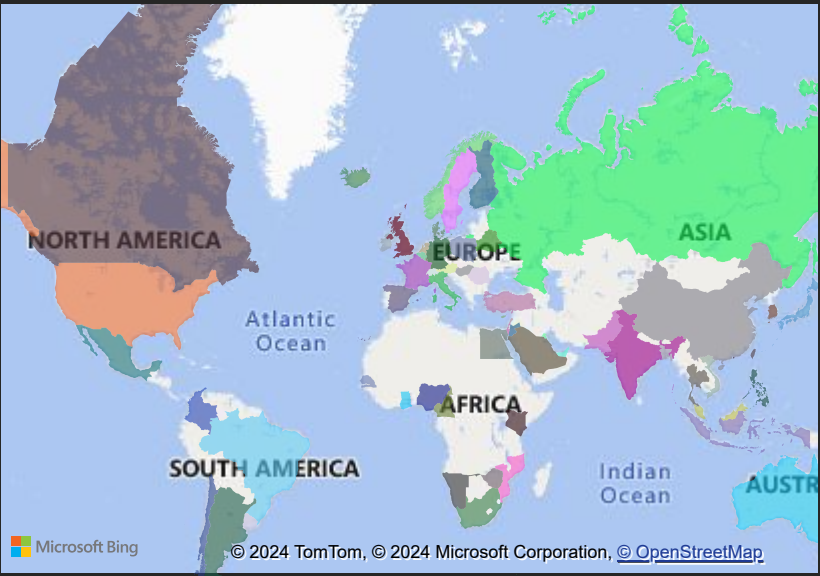 NORTH AMERICA
EUROPE
ASIA
Atlantic
Ocean
AFRICA
SOUTH AMERICA
Indian
Ocean
AUSTR
Microsoft Bing
© 2024 TomTom, © 2024 Microsoft Corporation, © OpenStreetMap